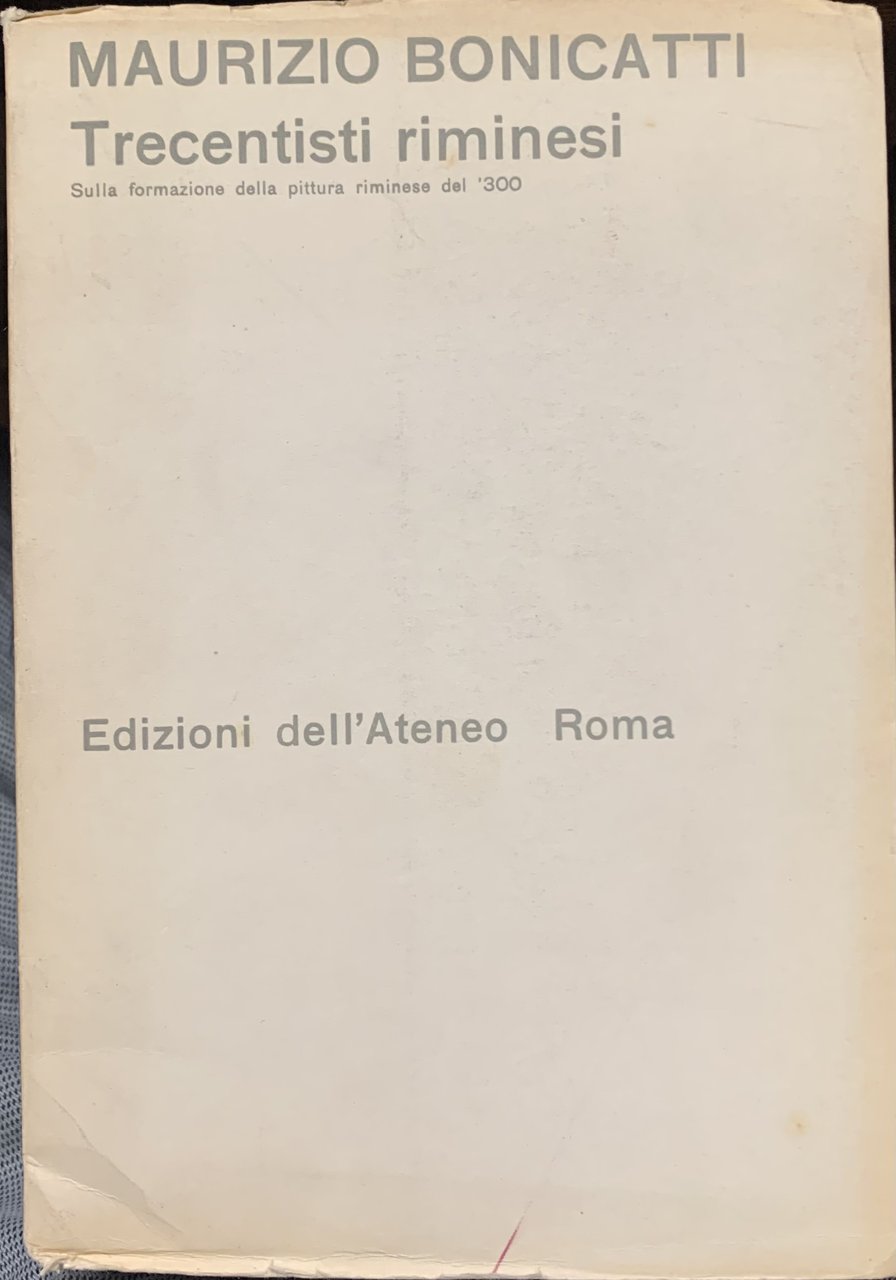 MAURIZIO BONICATTI
Trecentisti riminesi
Sulla formazione della pittura riminese del '300
Edizioni dell'Ateneo Roma